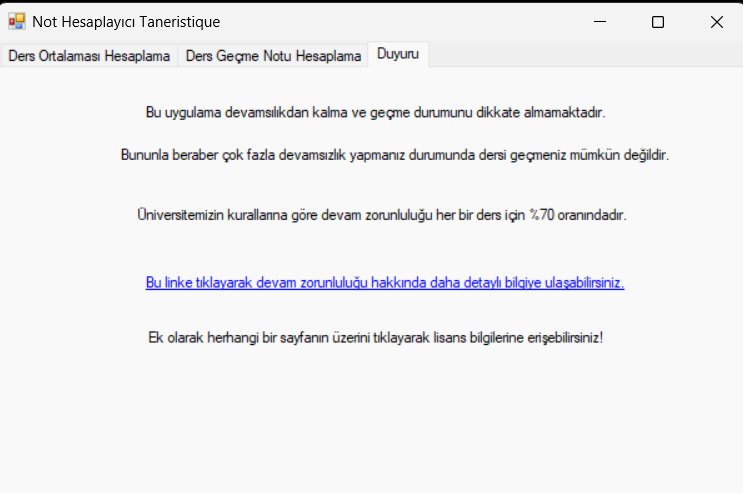 Not Hesaplayıcı Taneristique
Ders Ortalaması Hesaplama Ders Geçme Notu Hesaplama Duyuru
Bu uygulama devamsılıkdan kalma ve geçme durumunu dikkate almamaktadır.
Bununla beraber çok fazla devamsızlık yapmanız durumunda dersi geçmeniz mümkün değildir.
Üniversitemizin kurallarına göre devam zorunluluğu her bir ders için %70 oranındadır.
Bu linke tıklayarak devam zorunluluğu hakkında daha detaylı bilgiye ulaşabilirsiniz.
Ek olarak herhangi bir sayfanın üzerini tıklayarak lisans bilgilerine erişebilirsiniz!